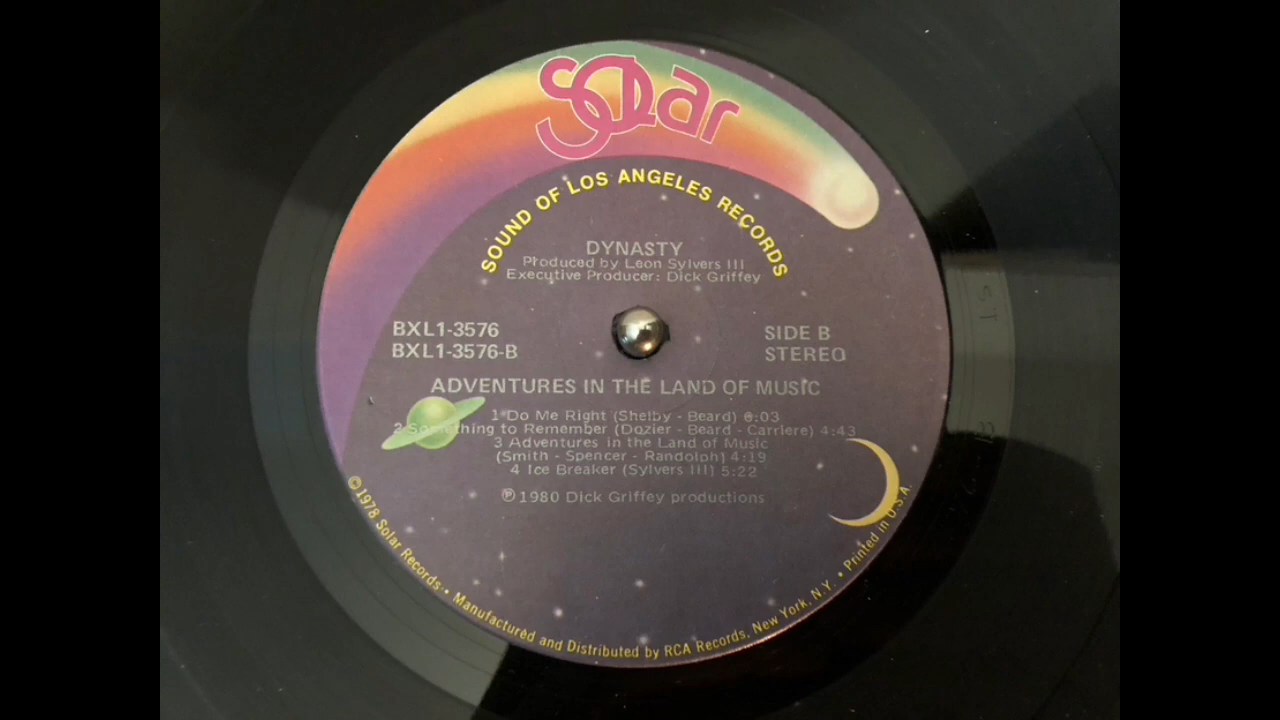 SOLar
SOUND OF LOS ANGELES RECORDS
DYNASTY
Produced by Leon Sylvers III
Executive Producer: Dick Griffey
BXL1-3576
BXL1-3576-B
SIDE B
STEREO
ADVENTURES IN THE LAND OF MUSIC
1 Do Me Right (Shelby - Beard) 6:03
2 Something to Remember (Dozier - Beard - Carriere) 4:43
3 Adventures in the Land of Music
(Smith - Spencer - Randolph) 4:19
4 Ice Breaker (Sylvers III) 5:22
℗1980 Dick Griffey productions
©1978 Solar Records • Manufactured and Distributed by RCA Records, New York, N.Y. • Printed in U.S.A.